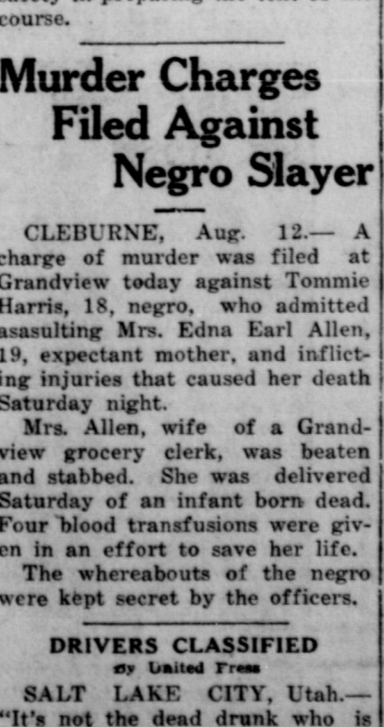 course.
Murder Charges
Filed Against
Negro Slayer
CLEBURNE, Aug. 12.— A
charge of murder was filed at
Grandview today against Tommie
Harris, 18, negro, who admitted
asasulting Mrs. Edna Earl Allen,
19, expectant mother, and inflict-
ing injuries that caused her death
Saturday night.
Mrs. Allen, wife of a Grand-
view grocery clerk, was beaten
and stabbed. She was delivered
Saturday of an infant born dead.
Four blood transfusions were giv-
en in an effort to save her life.
The whereabouts of the negro
were kept secret by the officers.
DRIVERS CLASSIFIED
By United Press
SALT LAKE CITY, Utah.—
"It's not the dead drunk who is